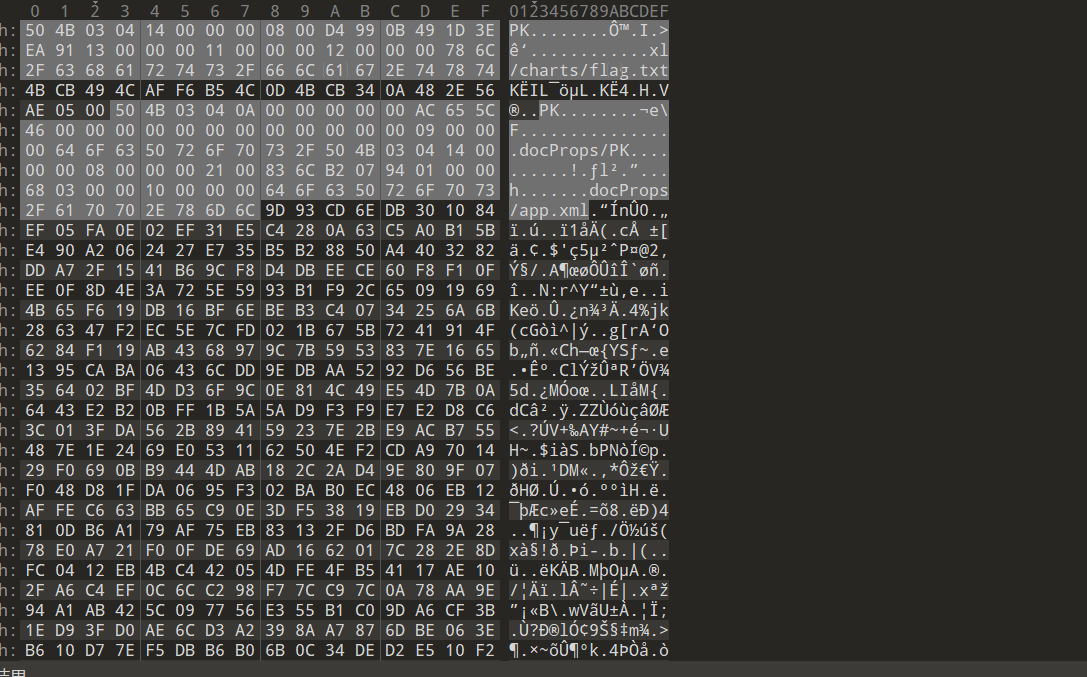 0 1 2 3 4 5 6 7 8 9 A B C D E F 0123456789ABCDEF
h: 50 4B 03 04 14 00 00 00 08 00 D4 99 0B 49 1D 3E PK........Ô™.I.>
h: EA 91 13 00 00 00 11 00 00 00 12 00 00 00 78 6C ê‘............xl
h: 2F 63 68 61 72 74 73 2F 66 6C 61 67 2E 74 78 74 /charts/flag.txt
h: 4B CB 49 4C AF F6 B5 4C 0D 4B CB 34 0A 48 2E 56 KËIL¯öµL.KË4.H.V
h: AE 05 00 50 4B 03 04 0A 00 00 00 00 00 AC 65 5C ®..PK........¬e\
h: 46 00 00 00 00 00 00 00 00 00 00 00 00 09 00 00 F...............
h: 00 64 6F 63 50 72 6F 70 73 2F 50 4B 03 04 14 00 .docProps/PK....
h: 00 00 08 00 00 00 21 00 83 6C B2 07 94 01 00 00 ......!.ƒl².”...
h: 68 03 00 00 10 00 00 00 64 6F 63 50 72 6F 70 73 h.......docProps
h: 2F 61 70 70 2E 78 6D 6C 9D 93 CD 6E DB 30 10 84 /app.xml.“ÍnÛ0.„
h: EF 05 FA 0E 02 EF 31 E5 C4 28 0A 63 C5 A0 B1 5B ï.ú..ï1åÄ(.cÅ ±[
h: E4 90 A2 06 24 27 E7 35 B5 B2 88 50 A4 40 32 82 ä.¢.$'ç5µ²ˆP¤@2‚
h: DD A7 2F 15 41 B6 9C F8 D4 DB EE CE 60 F8 F1 0F Ý§/.A¶œøÔÛîÎ`øñ.
h: EE 0F 8D 4E 3A 72 5E 59 93 B1 F9 2C 65 09 19 69 î..N:r^Y“±ù,e..i
h: 4B 65 F6 19 DB 16 BF 6E BE B3 C4 07 34 25 6A 6B Keö.Û.¿n¾³Ä.4%jk
h: 28 63 47 F2 EC 5E 7C FD 02 1B 67 5B 72 41 91 4F (cGòì^|ý..g[rA‘O
h: 62 84 F1 19 AB 43 68 97 9C 7B 59 53 83 7E 16 65 b„ñ.«Ch—œ{YSƒ~.e
h: 13 95 CA BA 06 43 6C DD 9E DB AA 52 92 D6 56 BE .•Êº.ClÝžÛªR’ÖV¾
h: 35 64 02 BF 4D D3 6F 9C 0E 81 4C 49 E5 4D 7B 0A 5d.¿MÓoœ..LIåM{.
h: 64 43 E2 B2 0B FF 1B 5A 5A D9 F3 F9 E7 E2 D8 C6 dCâ².ÿ.ZZÙóùçâØÆ
h: 3C 01 3F DA 56 2B 89 41 59 23 7E 2B E9 AC B7 55 <.?ÚV+‰AY#~+é¬·U
h: 48 7E 1E 24 69 E0 53 11 62 50 4E F2 CD A9 70 14 H~.$iàS.bPNòÍ©p.
h: 29 F0 69 0B B9 44 4D AB 18 2C 2A D4 9E 80 9F 07 )ði.¹DM«.,*Ôž€Ÿ.
h: F0 48 D8 1F DA 06 95 F3 02 BA B0 EC 48 06 EB 12 ðHØ.Ú.•ó.º°ìH.ë.
h: AF FE C6 63 BB 65 C9 0E 3D F5 38 19 EB D0 29 34 ¯þÆc»eÉ.=õ8.ëÐ)4
h: 81 0D B6 A1 79 AF 75 EB 83 13 2F D6 BD FA 9A 28 ..¶¡y¯uëƒ./Ö½úš(
h: 78 E0 A7 21 F0 0F DE 69 AD 16 62 01 7C 28 2E 8D xà§!ð.Þi-.b.|(..
h: FC 04 12 EB 4B C4 42 05 4D FE 4F B5 41 17 AE 10 ü..ëKÄB.MþOµA.®.
h: 2F A6 C4 EF 0C 6C C2 98 F7 7C C9 7C 0A 78 AA 9E /¦Äï.lÂ˜÷|É|.xªž
h: 94 A1 AB 42 5C 09 77 56 E3 55 B1 C0 9D A6 CF 3B ”¡«B\.wVãU±À.¦Ï;
h: 1E D9 3F D0 AE 6C D3 A2 39 8A A7 87 6D BE 06 3E .Ù?Ð®lÓ¢9Š§‡m¾.>
h: B6 10 D7 7E F5 DB B6 B0 6B 0C 34 DE D2 E5 10 F2 ¶.×~õÛ¶°k.4ÞÒå.ò